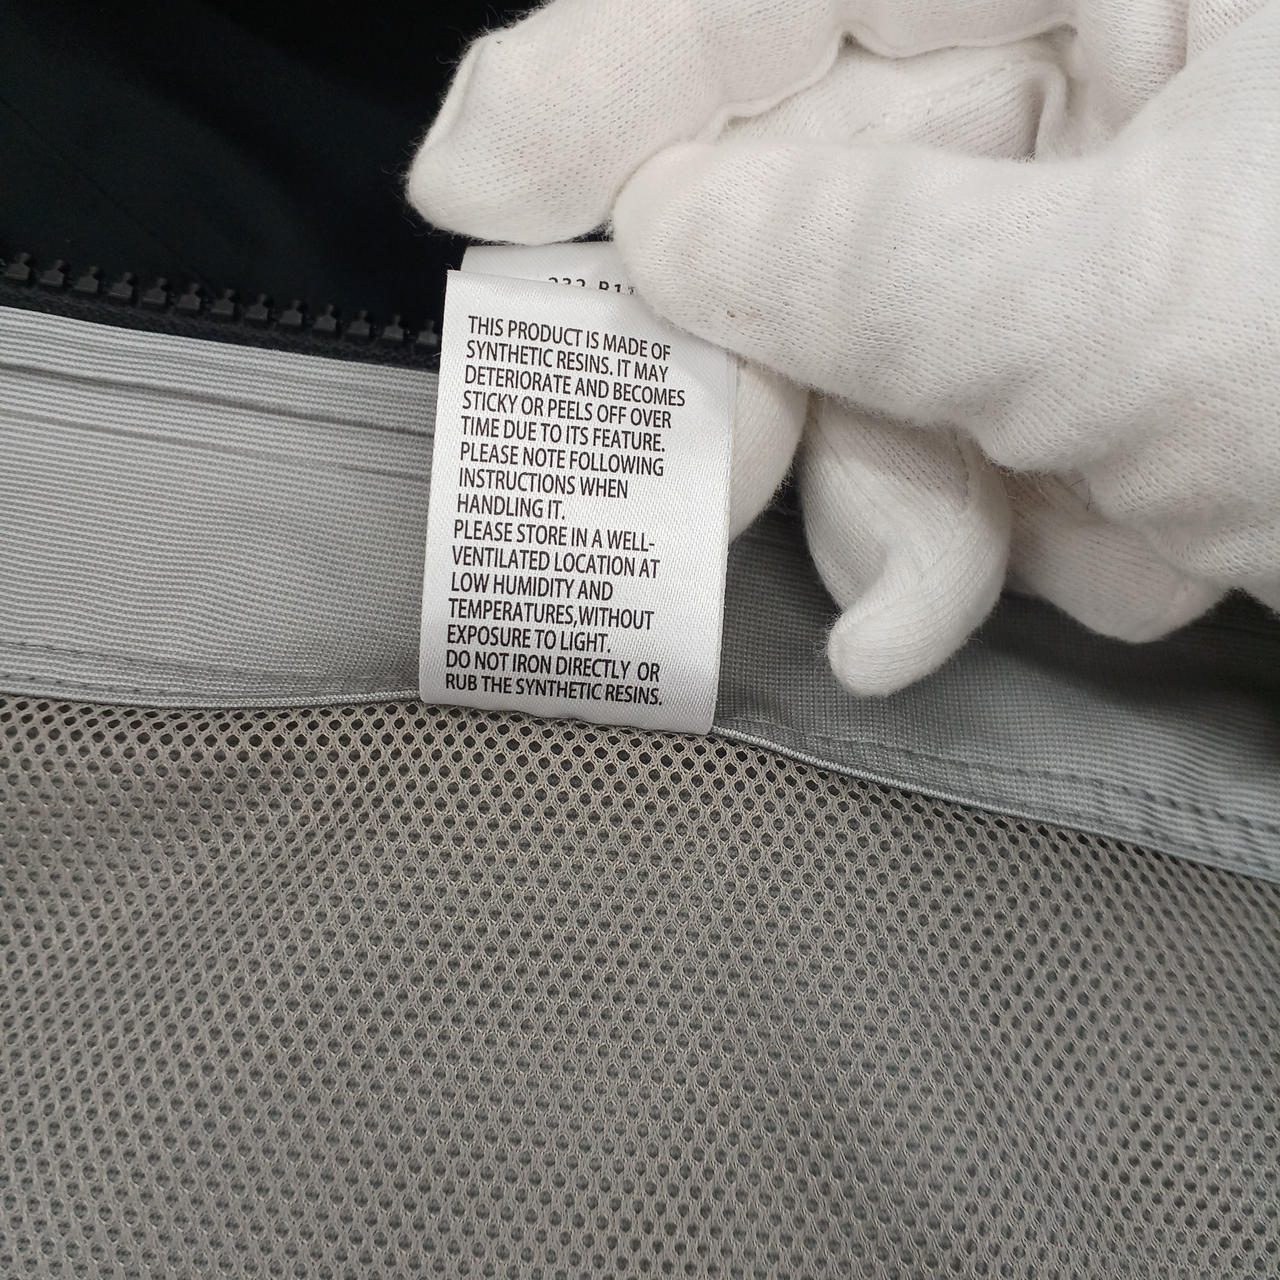 THIS PRODUCT IS MADE OF
SYNTHETIC RESINS. IT MAY
DETERIORATE AND BECOMES
STICKY OR PEELS OFF OVER
TIME DUE TO ITS FEATURE.
PLEASE NOTE FOLLOWING
INSTRUCTIONS WHEN
HANDLING IT.
PLEASE STORE IN A WELL-
VENTILATED LOCATION AT
LOW HUMIDITY AND
TEMPERATURES,WITHOUT
EXPOSURE TO LIGHT.
DO NOT IRON DIRECTLY OR
RUB THE SYNTHETIC RESINS.